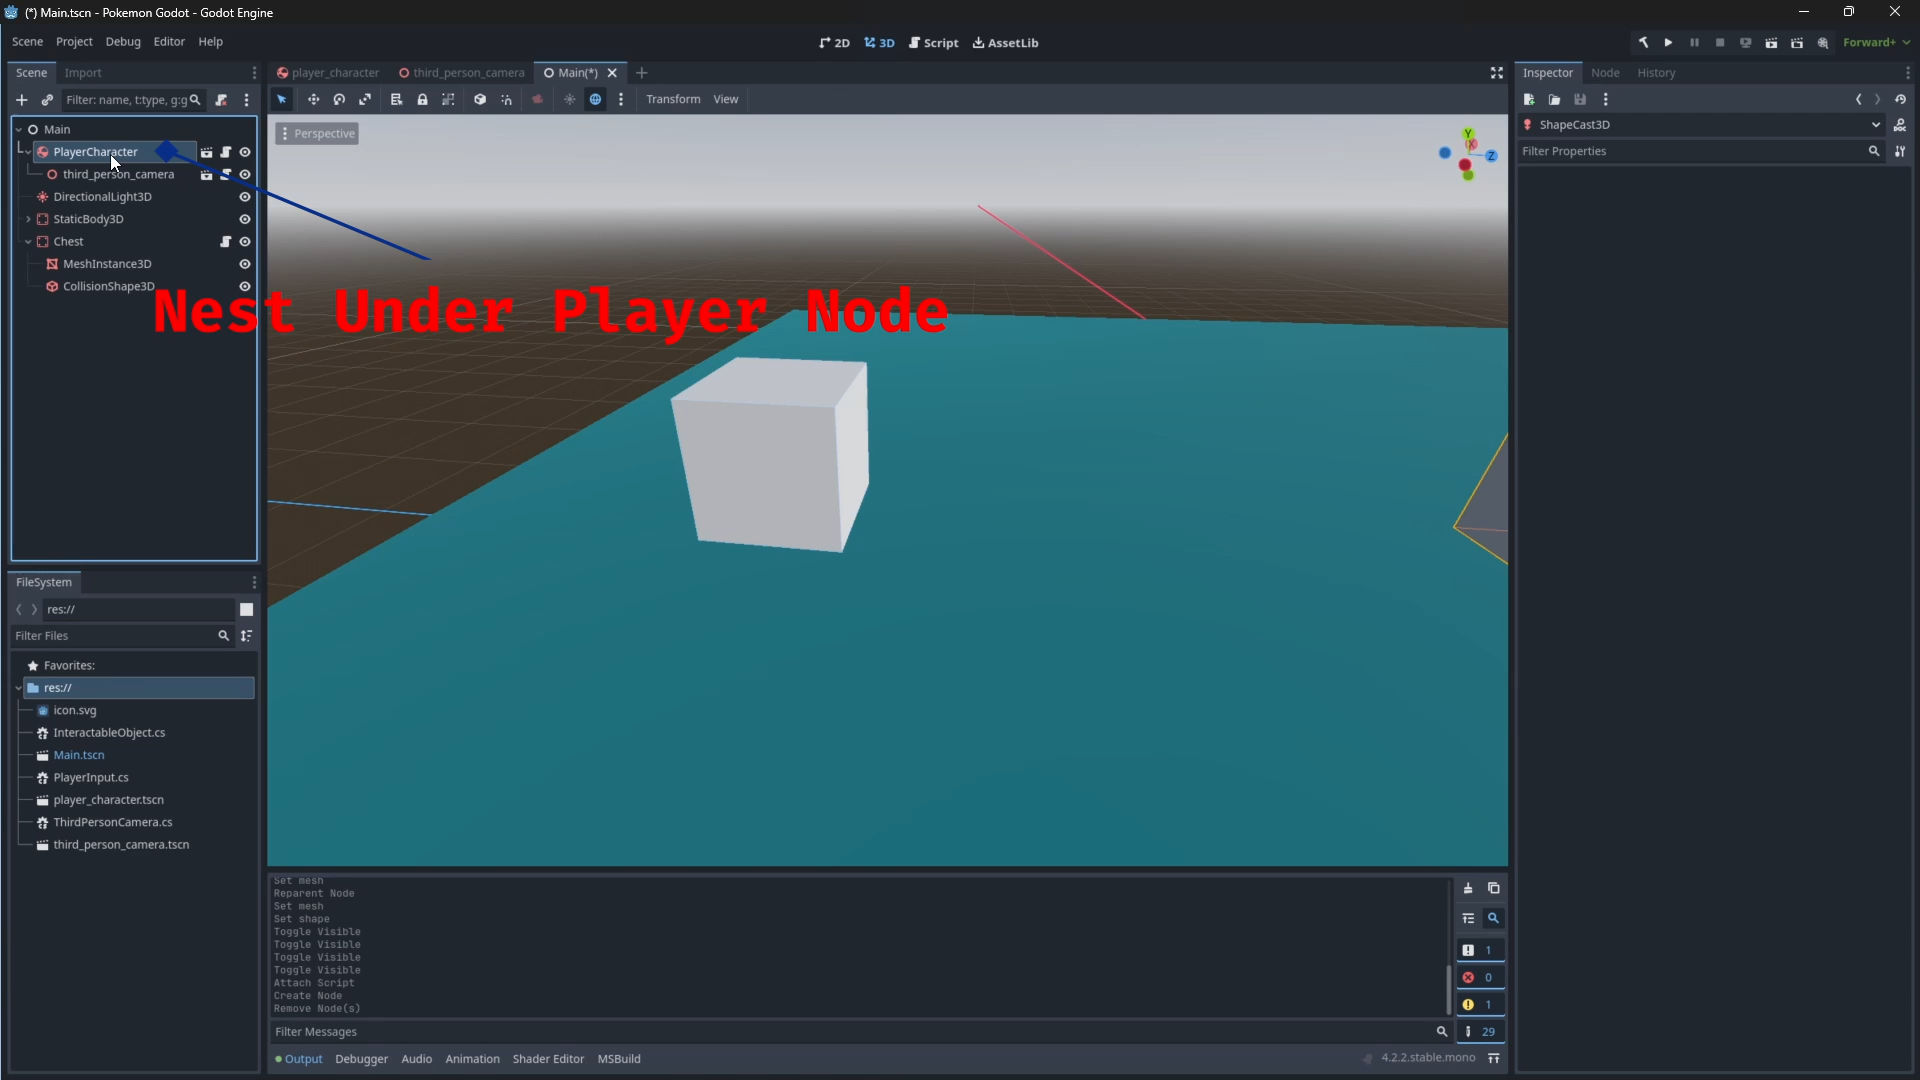 (*) Main.tscn - Pokemon Godot - Godot Engine
Scene Project Debug Editor Help
2D 3D Script AssetLib
Forward+
Scene Import
player_character third_person_camera Main(*)
Inspector Node History
Filter: name, t:type, g:g
Transform View
Main
PlayerCharacter
third_person_camera
DirectionalLight3D
StaticBody3D
Chest
MeshInstance3D
CollisionShape3D
Perspective
Y
X
Z
ShapeCast3D
Filter Properties
Nest Under Player Node
FileSystem
res://
Filter Files
Favorites:
res://
icon.svg
InteractableObject.cs
Main.tscn
PlayerInput.cs
player_character.tscn
ThirdPersonCamera.cs
third_person_camera.tscn
Set mesh
Reparent Node
Set mesh
Set shape
Toggle Visible
Toggle Visible
Toggle Visible
Toggle Visible
Attach Script
Create Node
Remove Node(s)
1
0
1
29
Filter Messages
Output Debugger Audio Animation Shader Editor MSBuild
4.2.2.stable.mono